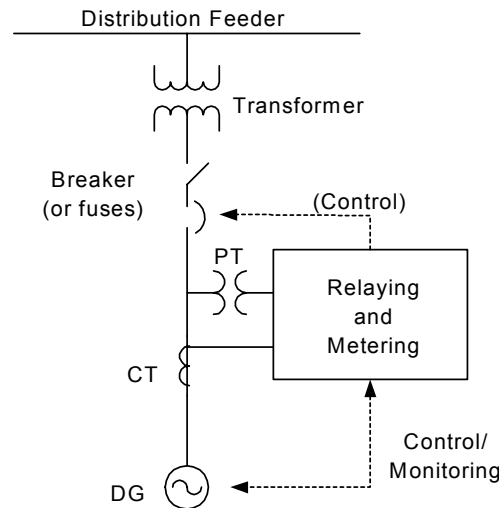 Distribution Feeder
Transformer
Breaker
(or fuses)
(Control)
PT
Relaying
and
Metering
CT
Control/
Monitoring
DG